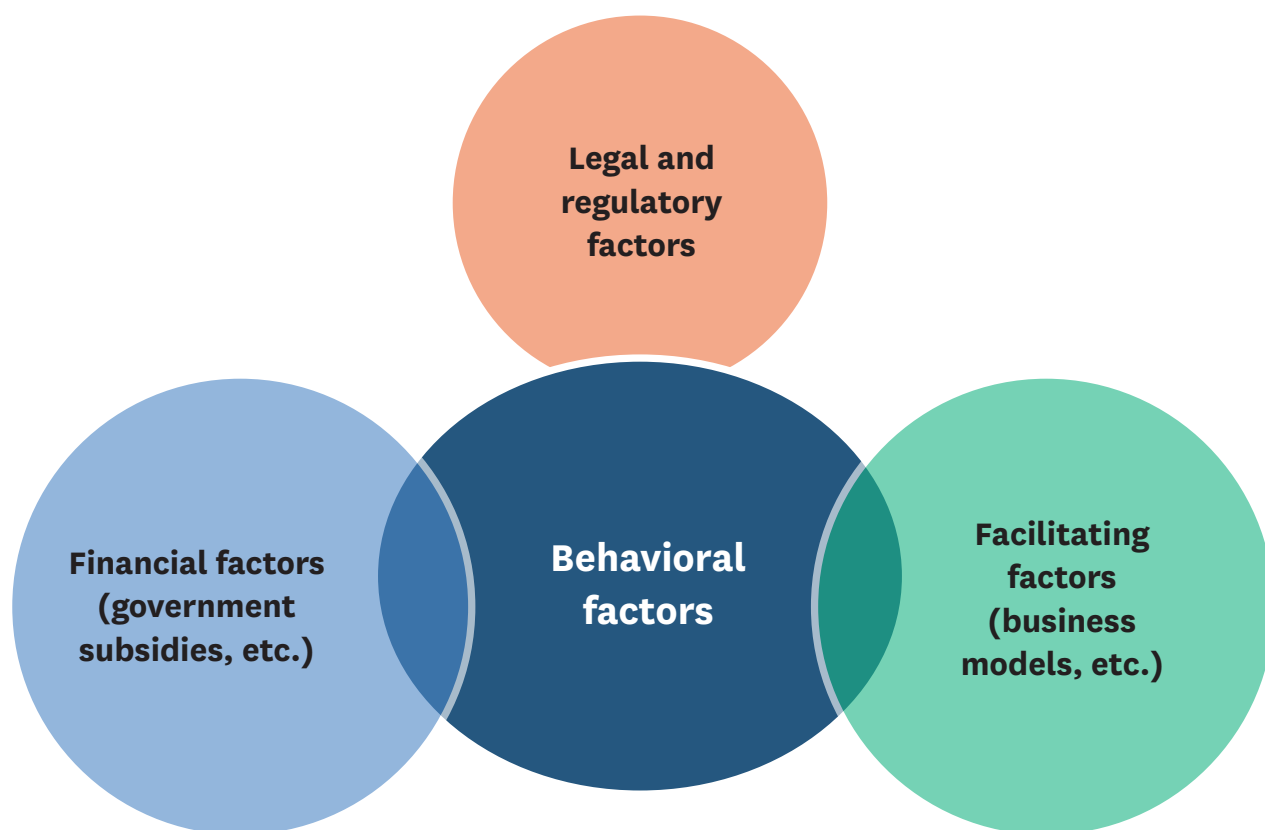 Legal and
regulatory
factors
Financial factors
(government
subsidies, etc.)
Behavioral
factors
Facilitating
factors
(business
models, etc.)